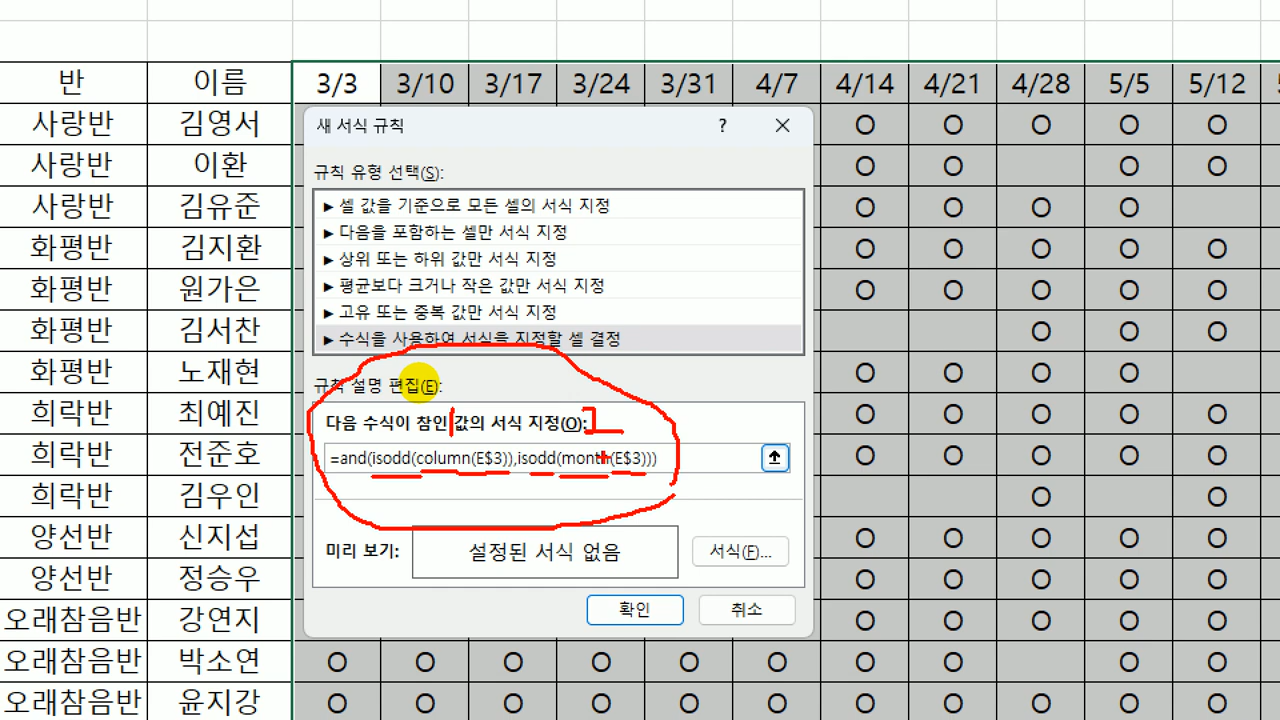 반 이름 3/3 3/10 3/17 3/24 3/31 4/7 4/14 4/21 4/28 5/5 5/12
사랑반 김영서 O O O O O
사랑반 이환 O O O O
사랑반 김유준 O O O O
화평반 김지환 O O O O O
화평반 원가은 O O O O O
화평반 김서찬 O O O
화평반 노재현 O O O O O
희락반 최예진 O O O O O
희락반 전준호 O O O O O
희락반 김우인 O O
양선반 신지섭 O O O O O
양선반 정승우 O O O O O
오래참음반 강연지 O O O O O
오래참음반 박소연 O O O O O O O O O O
오래참음반 윤지강 O O O O O O O O O O O
새 서식 규칙 ?
규칙 유형 선택(S):
► 셀 값을 기준으로 모든 셀의 서식 지정
► 다음을 포함하는 셀만 서식 지정
► 상위 또는 하위 값만 서식 지정
► 평균보다 크거나 작은 값만 서식 지정
► 고유 또는 중복 값만 서식 지정
► 수식을 사용하여 서식을 지정할 셀 결정
규칙 설명 편집(E):
다음 수식이 참인 값의 서식 지정(O):
=and(isodd(column(E$3)),isodd(month(E$3)))
미리 보기: 설정된 서식 없음 서식(F)...
확인 취소